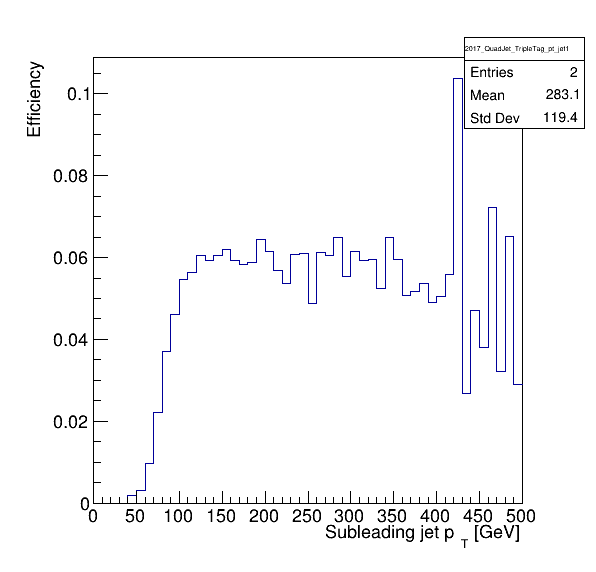 2017_QuadJet_TripleTag_pt_jet1
Entries 2
Mean 283.1
Std Dev 119.4
Efficiency
0.1
0.08
0.06
0.04
0.02
0
0 50 100 150 200 250 300 350 400 450 500
Subleading jet p_T [GeV]